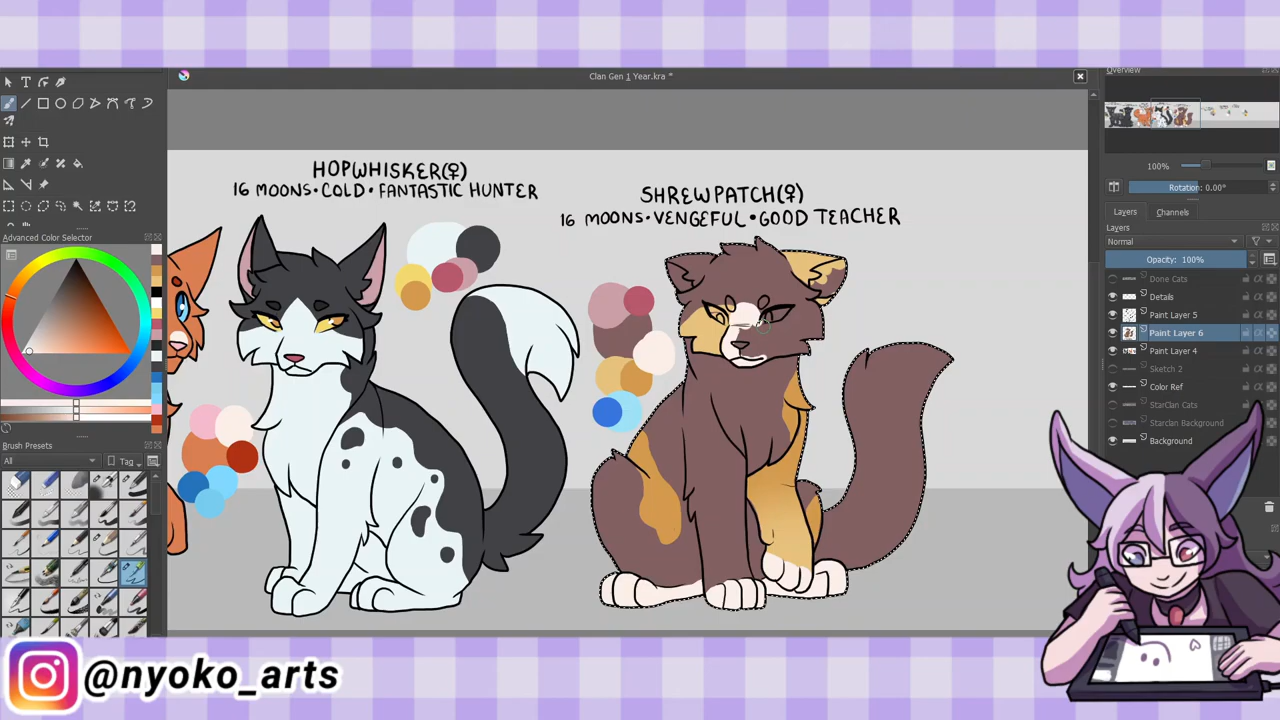 Clan Gen 1 Year.kra *
Overview
100%
Rotation: 0.00°
Layers
Channels
Layers
Normal
Opacity: 100%
Done Cats
Details
Paint Layer 5
Paint Layer 6
Paint Layer 4
Sketch 2
Color Ref
StarClan Cats
Starclan Background
Background
Advanced Color Selector
Brush Presets
All
Tag
HOPWHISKER(♀)
16 MOONS•COLD•FANTASTIC HUNTER
SHREWPATCH(♀)
16 MOONS•VENGEFUL•GOOD TEACHER
@nyoko_arts